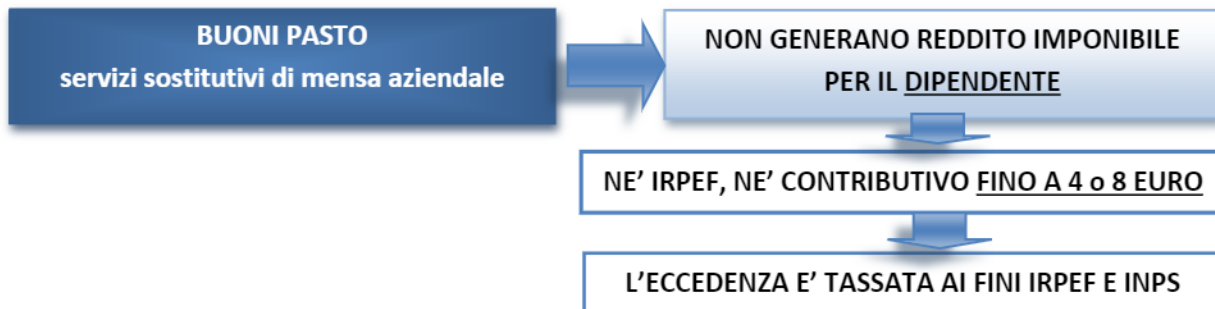 BUONI PASTO
servizi sostitutivi di mensa aziendale
NON GENERANO REDDITO IMPONIBILE
PER IL DIPENDENTE
NE’ IRPEF, NE’ CONTRIBUTIVO FINO A 4 o 8 EURO
L’ECCEDENZA E’ TASSATA AI FINI IRPEF E INPS